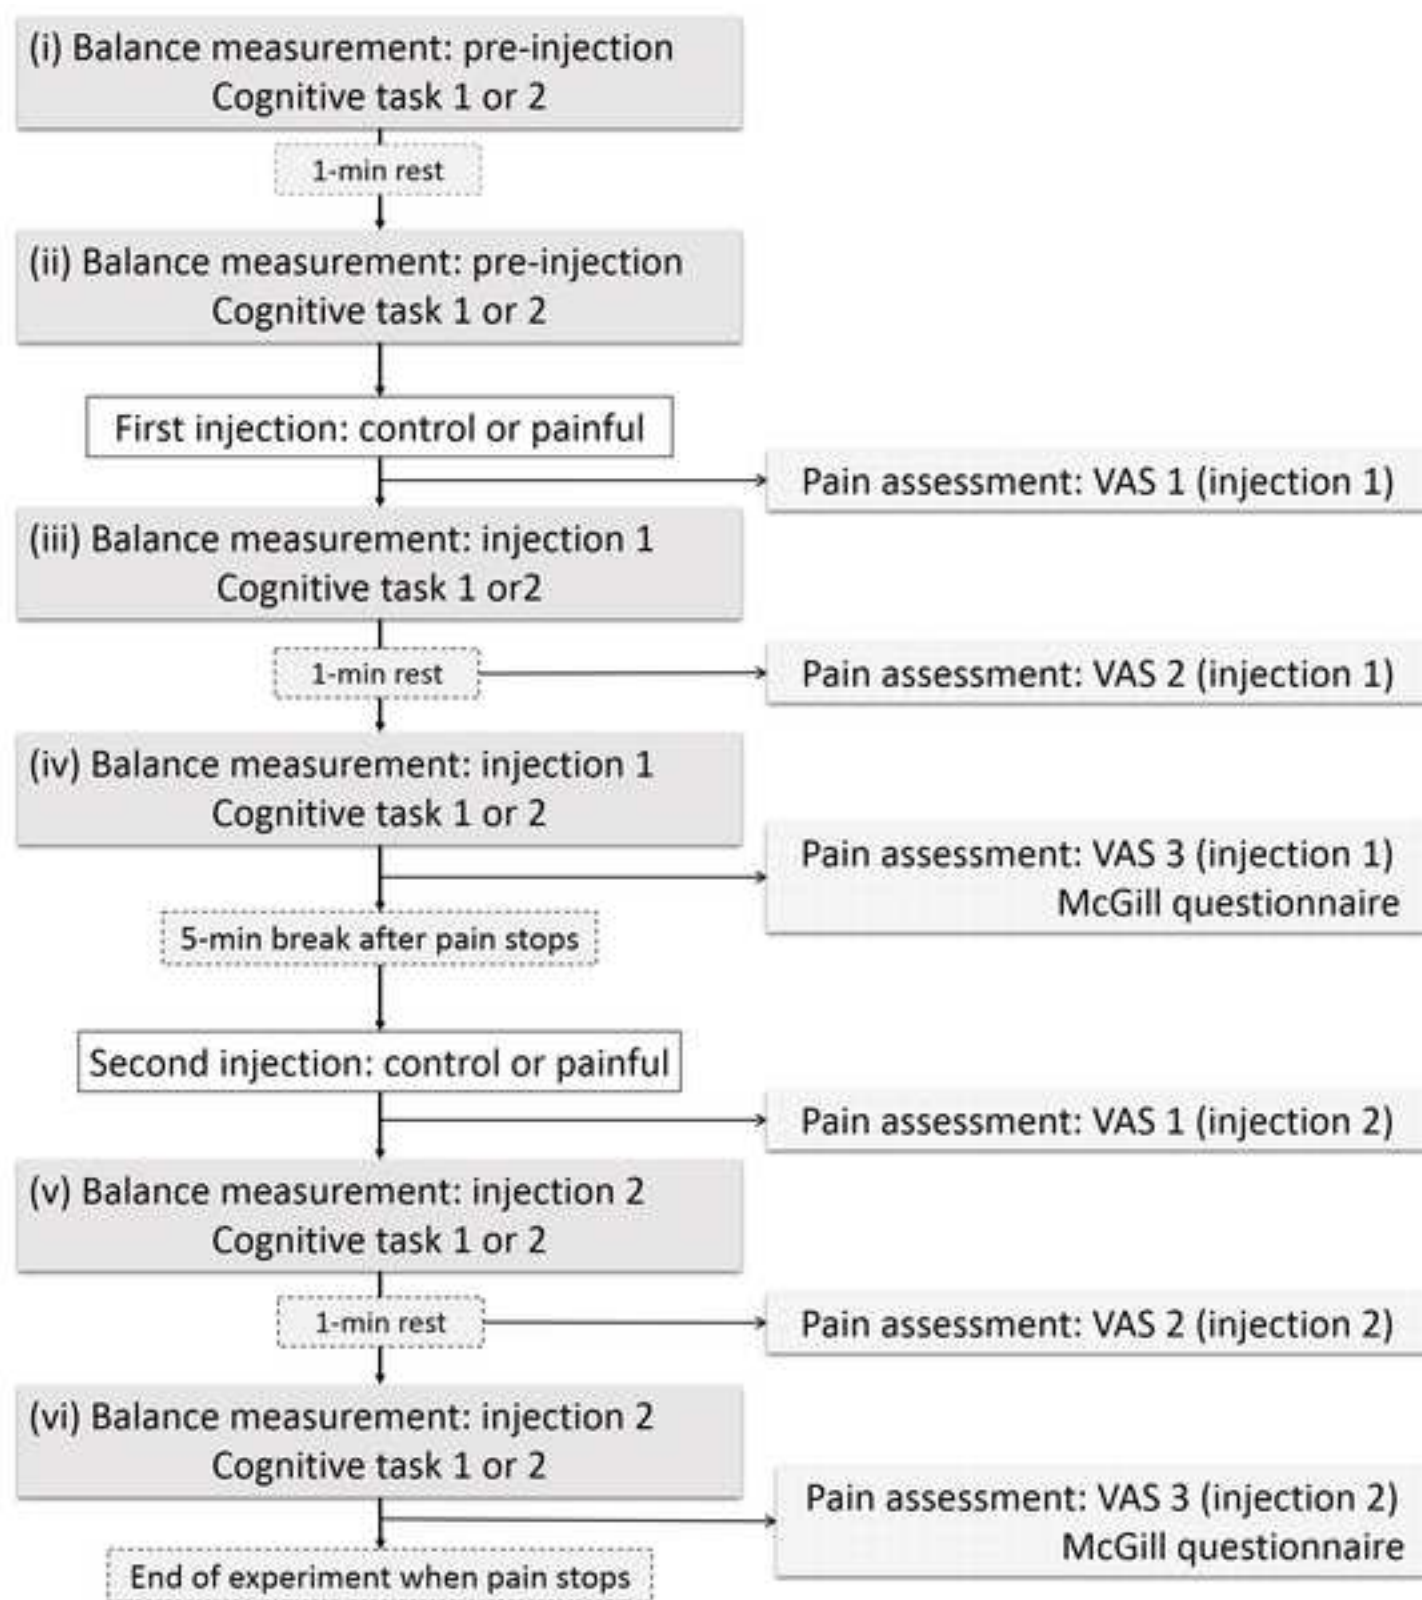 (i) Balance measurement: pre-injection
Cognitive task 1 or 2
1-min rest
(ii) Balance measurement: pre-injection
Cognitive task 1 or 2
First injection: control or painful
Pain assessment: VAS 1 (injection 1)
(iii) Balance measurement: injection 1
Cognitive task 1 or2
1-min rest
Pain assessment: VAS 2 (injection 1)
(iv) Balance measurement: injection 1
Cognitive task 1 or 2
Pain assessment: VAS 3 (injection 1)
McGill questionnaire
5-min break after pain stops
Second injection: control or painful
Pain assessment: VAS 1 (injection 2)
(v) Balance measurement: injection 2
Cognitive task 1 or 2
1-min rest
Pain assessment: VAS 2 (injection 2)
(vi) Balance measurement: injection 2
Cognitive task 1 or 2
Pain assessment: VAS 3 (injection 2)
McGill questionnaire
End of experiment when pain stops